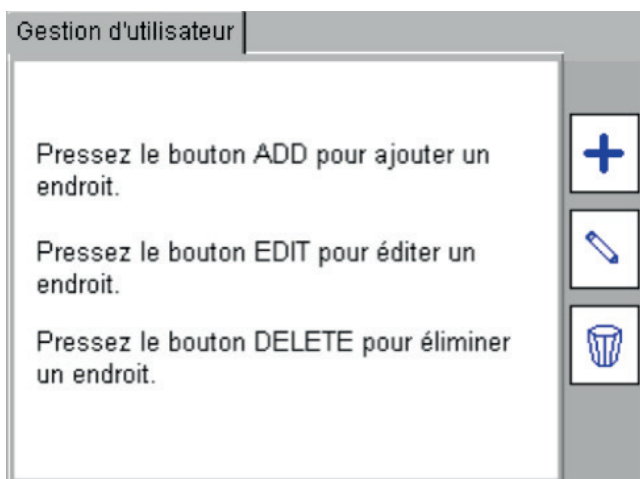 Gestion d'utilisateur
Pressez le bouton ADD pour ajouter un
endroit.
Pressez le bouton EDIT pour éditer un
endroit.
Pressez le bouton DELETE pour éliminer
un endroit.